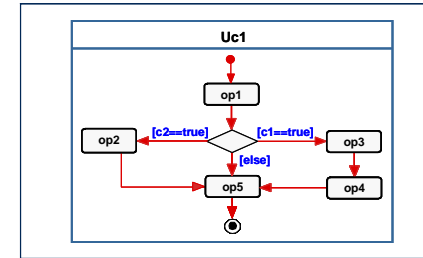 Uc1
op1
[c2==true]
[c1==true]
op2
op3
[else]
op5
op4